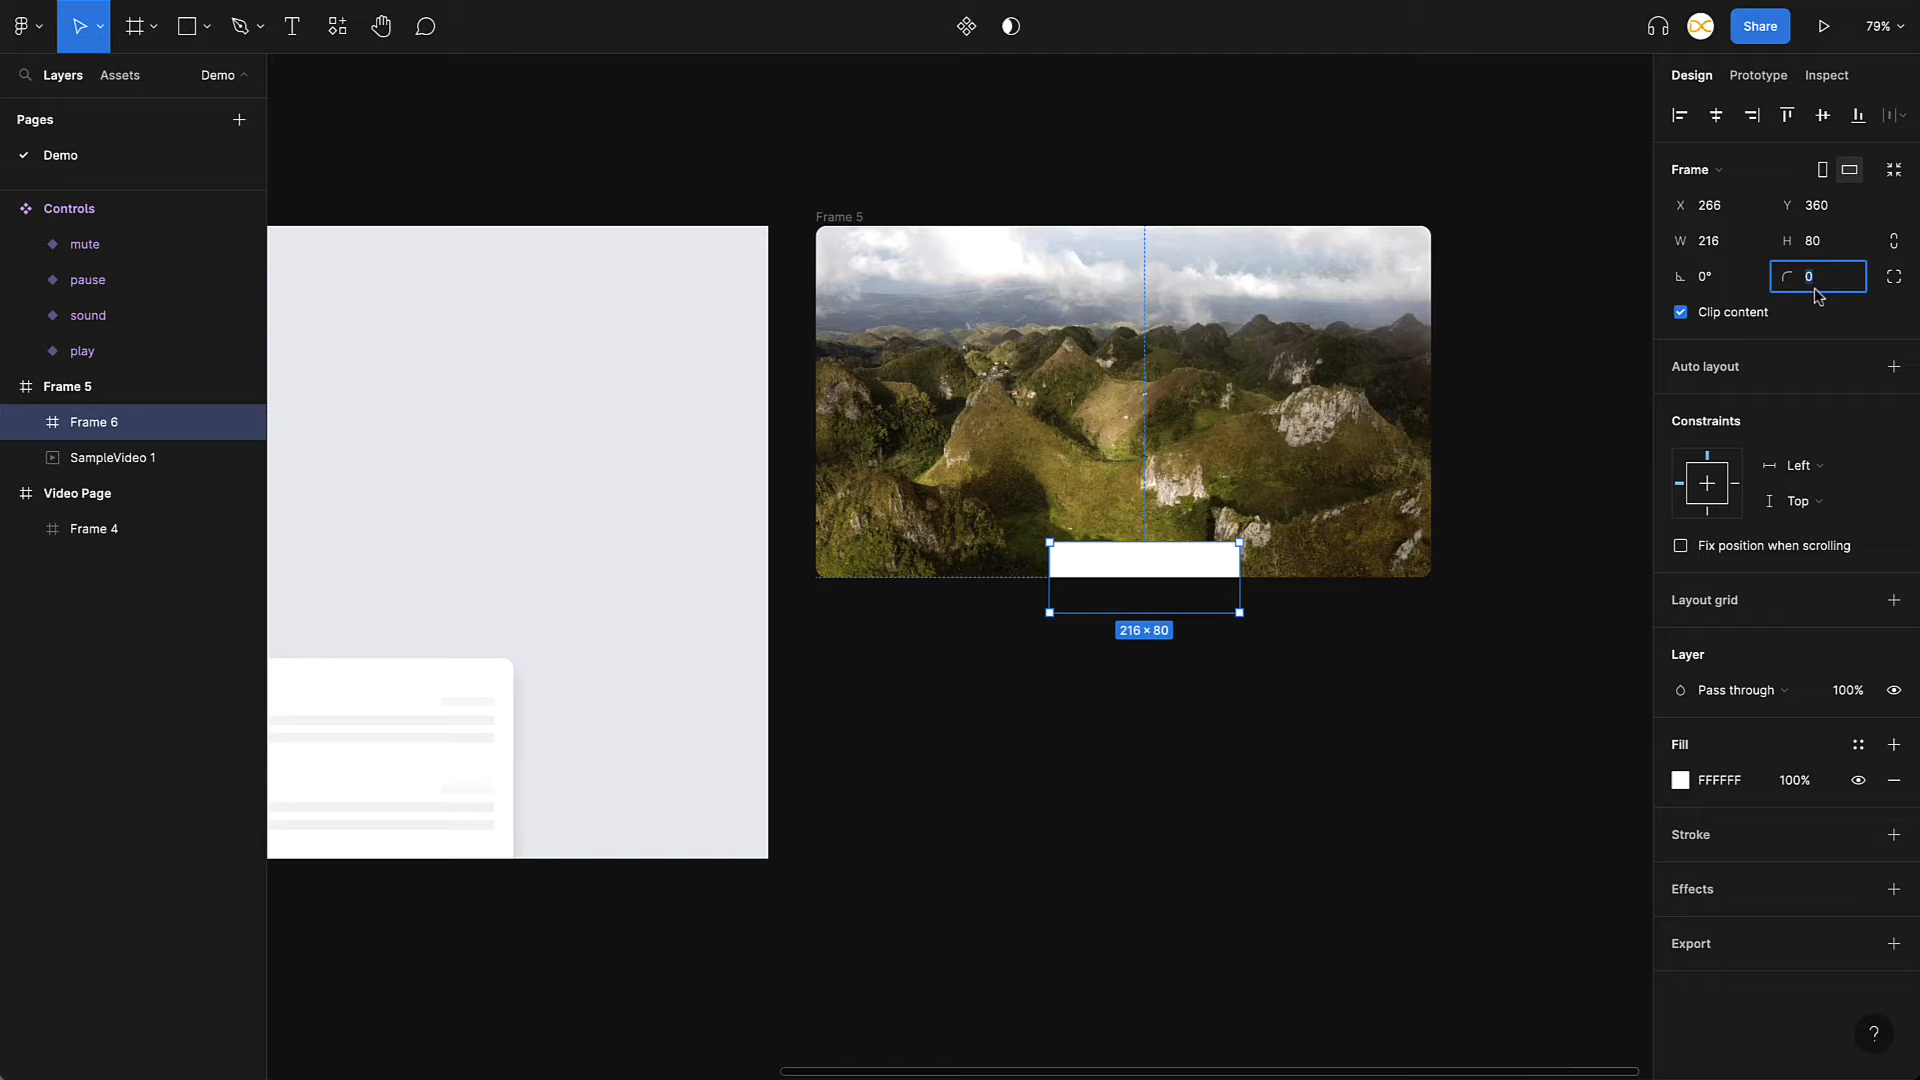 Share
79%
Layers
Assets
Demo
Pages
Demo
Controls
mute
pause
sound
play
Frame 5
Frame 6
SampleVideo 1
Video Page
Frame 4
Frame 5
216 × 80
Design
Prototype
Inspect
Frame
X 266
Y 360
W 216
H 80
0°
0
Clip content
Auto layout
Constraints
Left
Top
Fix position when scrolling
Layout grid
Layer
Pass through
100%
Fill
FFFFFF
100%
Stroke
Effects
Export
?